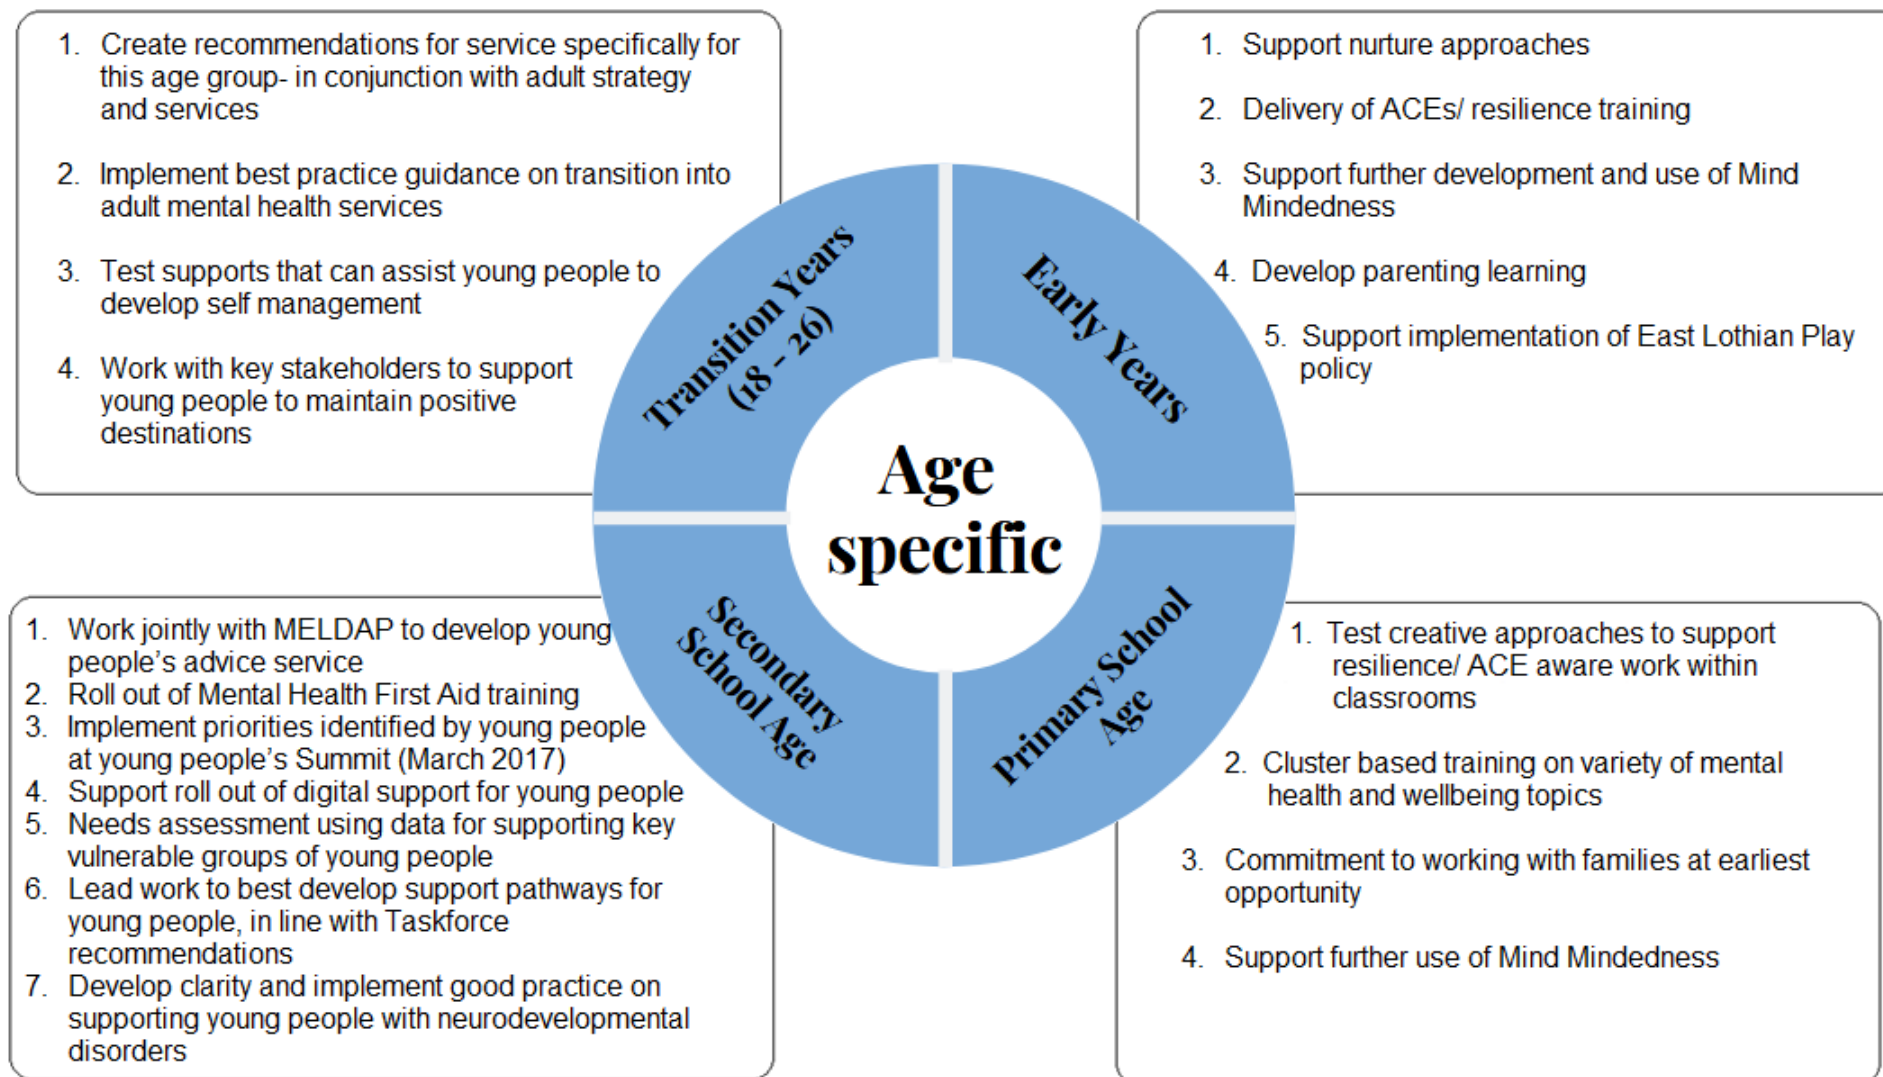 1. Create recommendations for service specifically for
this age group- in conjunction with adult strategy
and services
2. Implement best practice guidance on transition into
adult mental health services
3. Test supports that can assist young people to
develop self management
4. Work with key stakeholders to support
young people to maintain positive
destinations
1. Support nurture approaches
2. Delivery of ACEs/ resilience training
3. Support further development and use of Mind
Mindedness
4. Develop parenting learning
5. Support implementation of East Lothian Play
policy
Transition Years
(18 - 26)
Early Years
Age
specific
Secondary
School Age
Primary School
Age
1. Work jointly with MELDAP to develop young
people’s advice service
2. Roll out of Mental Health First Aid training
3. Implement priorities identified by young people
at young people’s Summit (March 2017)
4. Support roll out of digital support for young people
5. Needs assessment using data for supporting key
vulnerable groups of young people
6. Lead work to best develop support pathways for
young people, in line with Taskforce
recommendations
7. Develop clarity and implement good practice on
supporting young people with neurodevelopmental
disorders
1. Test creative approaches to support
resilience/ ACE aware work within
classrooms
2. Cluster based training on variety of mental
health and wellbeing topics
3. Commitment to working with families at earliest
opportunity
4. Support further use of Mind Mindedness